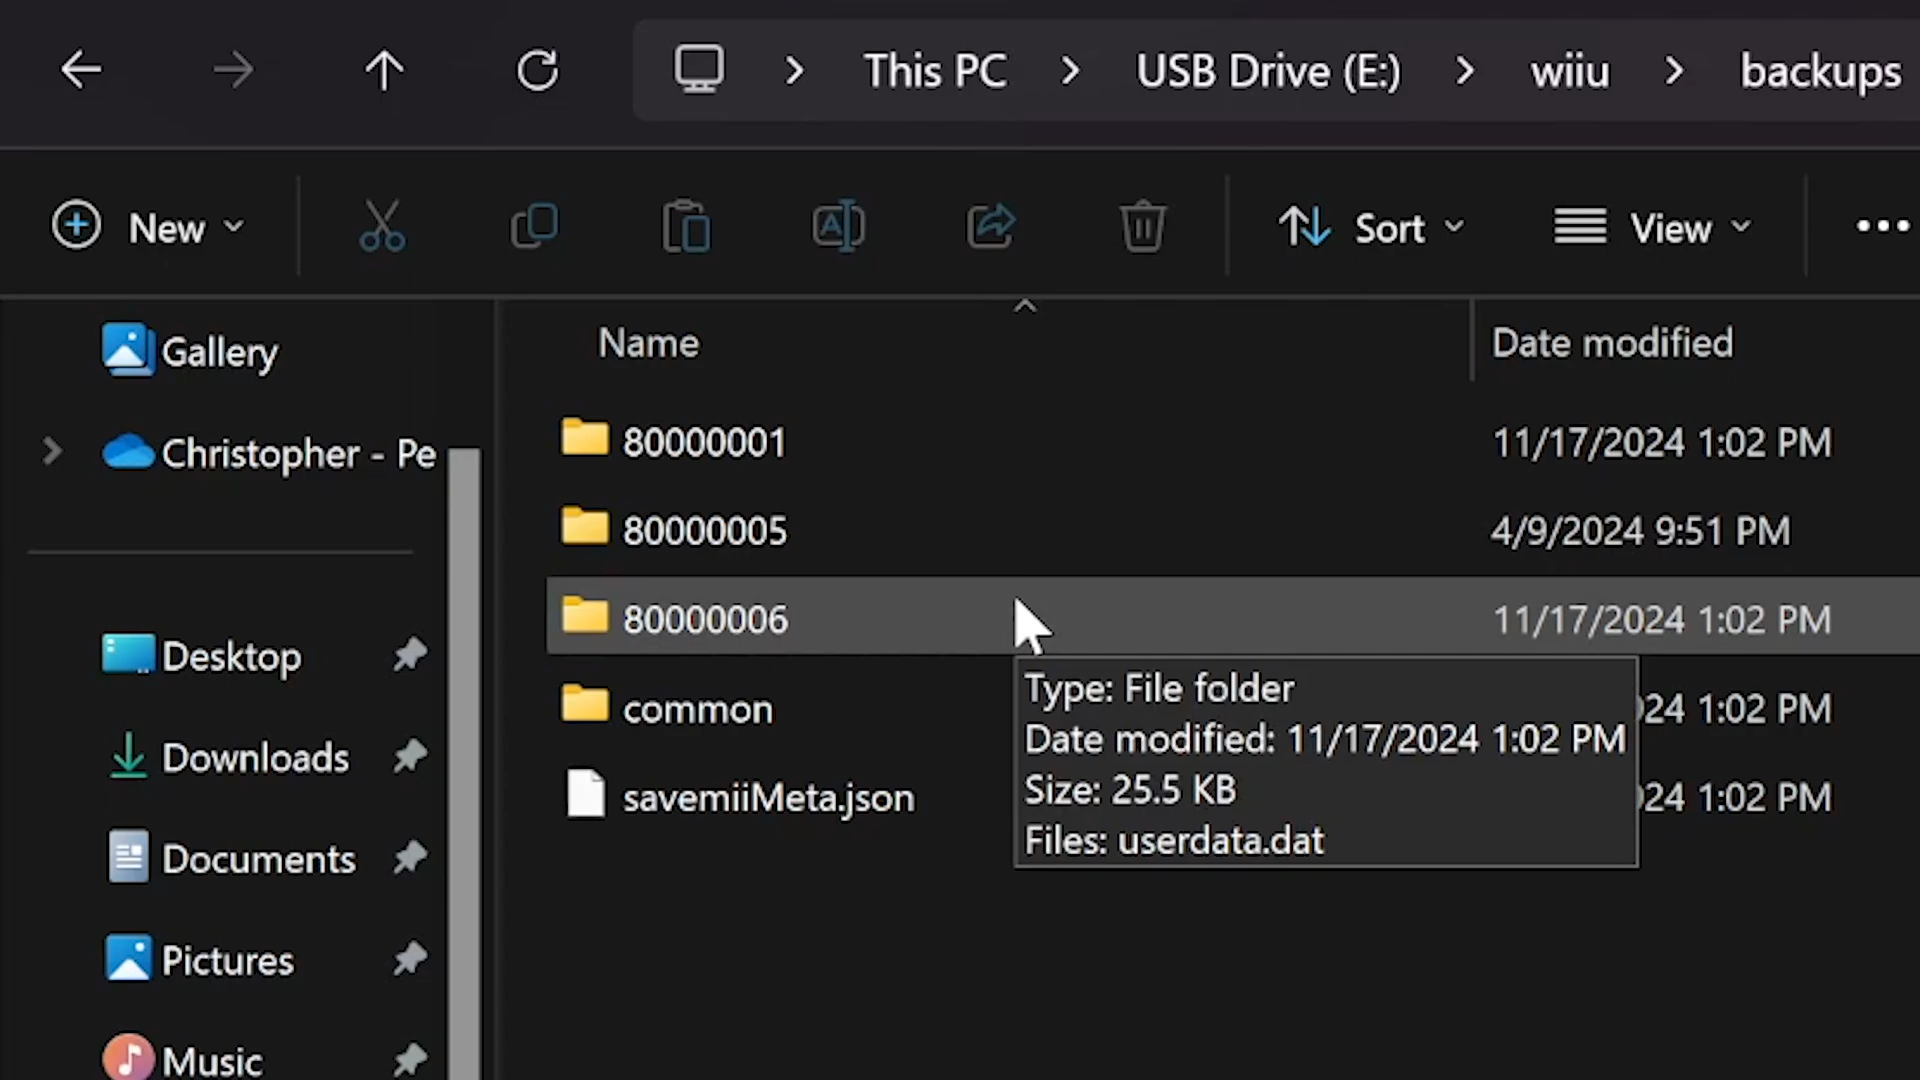 This PC > USB Drive (E:) > wiiu > backups
New Sort View •••
Name Date modified
Gallery
Christopher - Pe
80000001 11/17/2024 1:02 PM
80000005 4/9/2024 9:51 PM
80000006 11/17/2024 1:02 PM
common 24 1:02 PM
savemiiMeta.json 24 1:02 PM
Type: File folder
Date modified: 11/17/2024 1:02 PM
Size: 25.5 KB
Files: userdata.dat
Desktop
Downloads
Documents
Pictures
Music